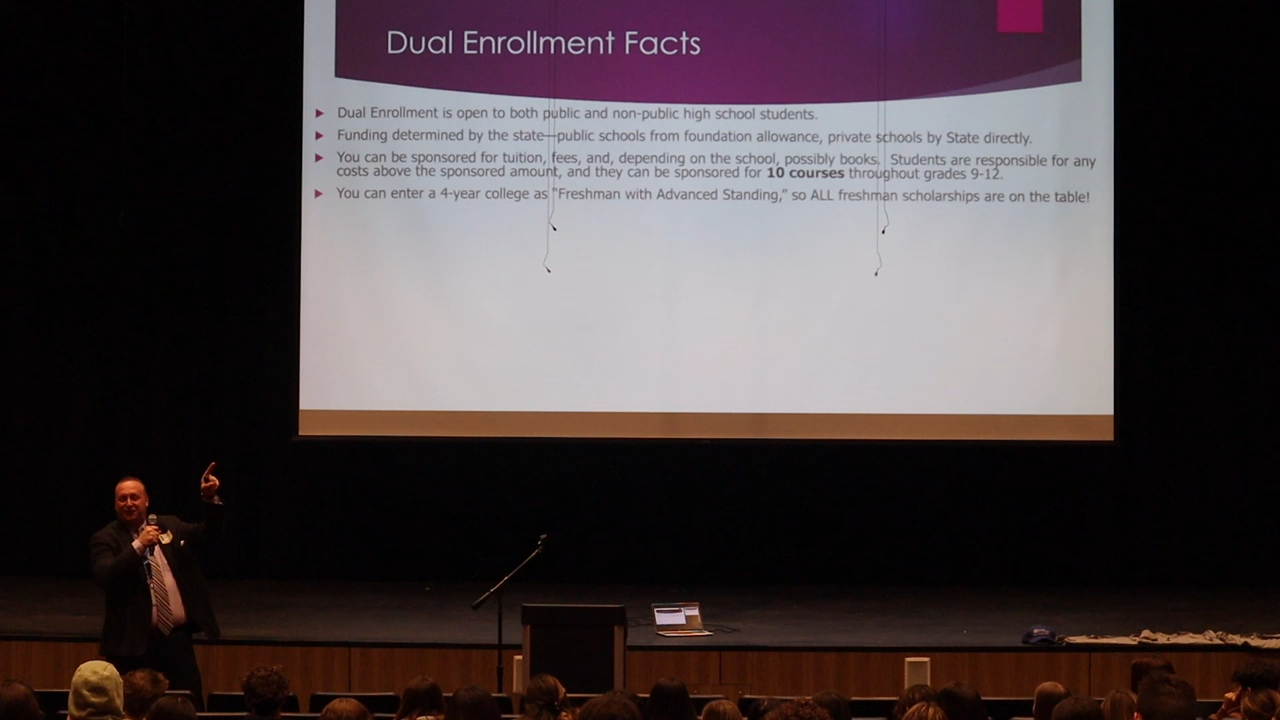 Dual Enrollment Facts
Dual Enrollment is open to both public and non-public high school students.
Funding determined by the state—public schools from foundation allowance, private schools by State directly.
You can be sponsored for tuition, fees, and, depending on the school, possibly books. Students are responsible for any
costs above the sponsored amount, and they can be sponsored for 10 courses throughout grades 9-12.
You can enter a 4-year college as "Freshman with Advanced Standing," so ALL freshman scholarships are on the table!